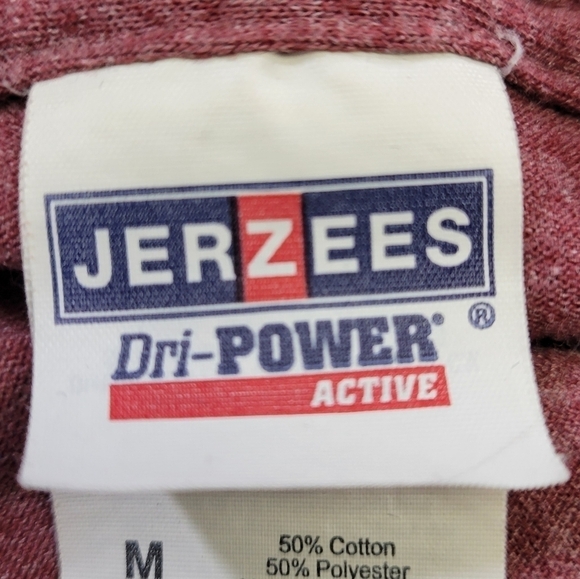 JERZEES ®
Dri-POWER®
ACTIVE
M
50% Cotton
50% Polyester